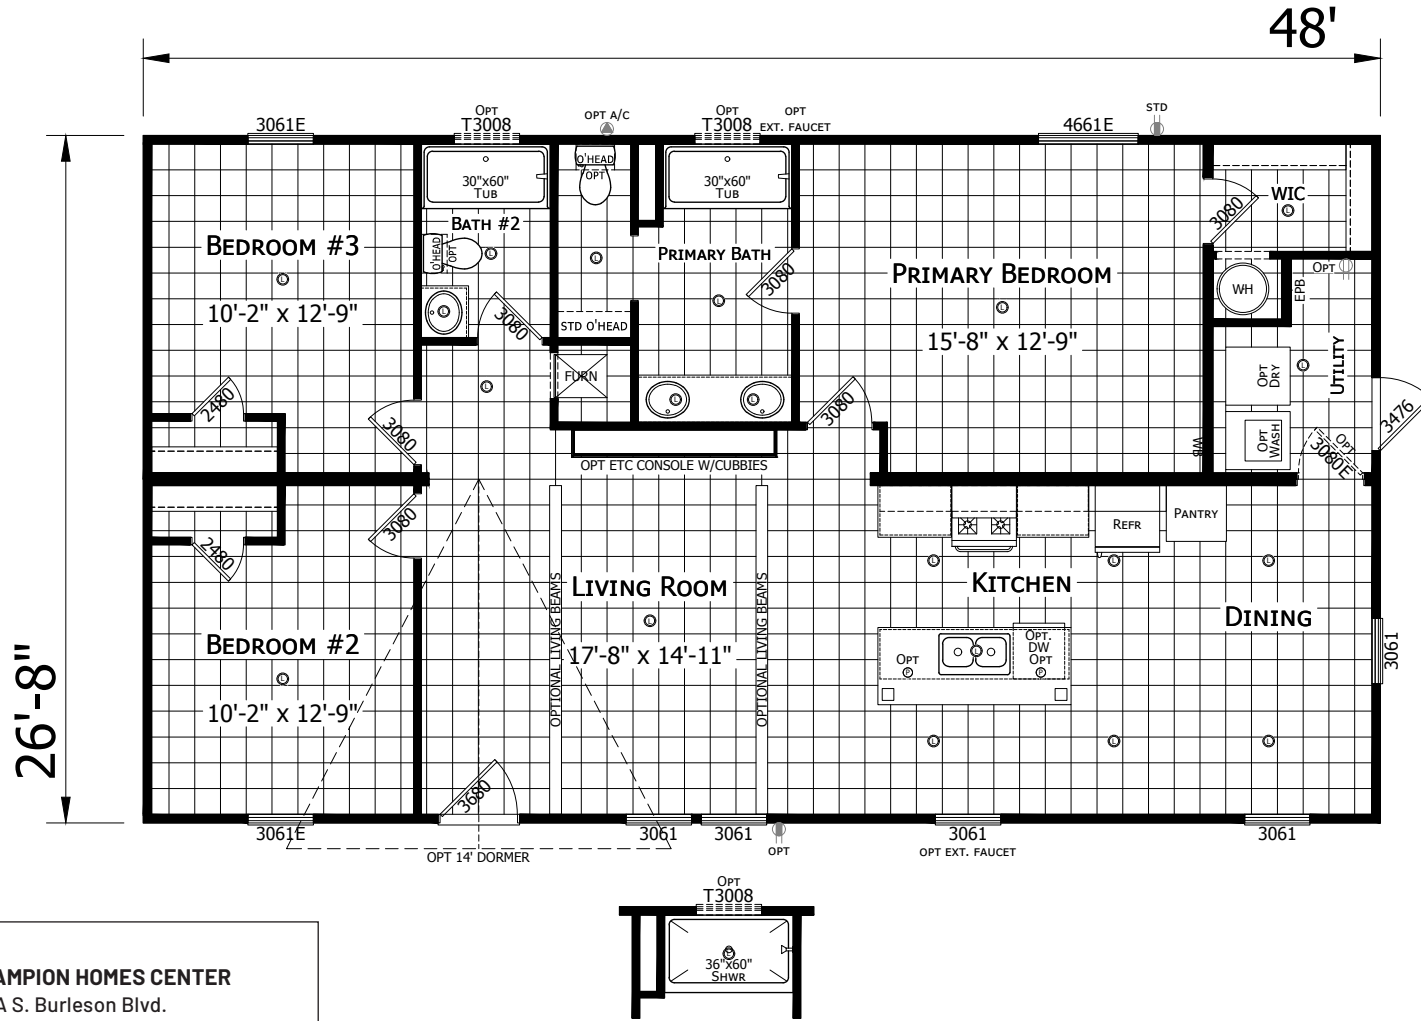 48'
26'-8"
3061E
OPT
T3008
OPT A/C
OPT
T3008
OPT
EXT. FAUCET
4661E
STD
30"x60"
TUB
O'HEAD
OPT
30"x60"
TUB
BATH #2
O'HEAD
OPT
BEDROOM #3
10'-2" x 12'-9"
PRIMARY BATH
3080
PRIMARY BEDROOM
15'-8" x 12'-9"
3080
WIC
OPT
WH
EPB
UTILITY
3080
STD O'HEAD
FURN
OPT
DRY
OPT
WASH
3476
2480
3080
3080
WB
OPT
3080E
OPT ETC CONSOLE W/CUBBIES
2480
3080
REFR
PANTRY
LIVING ROOM
17'-8" x 14'-11"
OPTIONAL LIVING BEAMS
OPTIONAL LIVING BEAMS
KITCHEN
DINING
BEDROOM #2
10'-2" x 12'-9"
OPT
OPT.
DW
OPT
3061
3680
3061E
3061
3061
3061
3061
OPT 14' DORMER
OPT
OPT EXT. FAUCET
OPT
T3008
36"x60"
SHWR
AMPION HOMES CENTER
A S. Burleson Blvd.